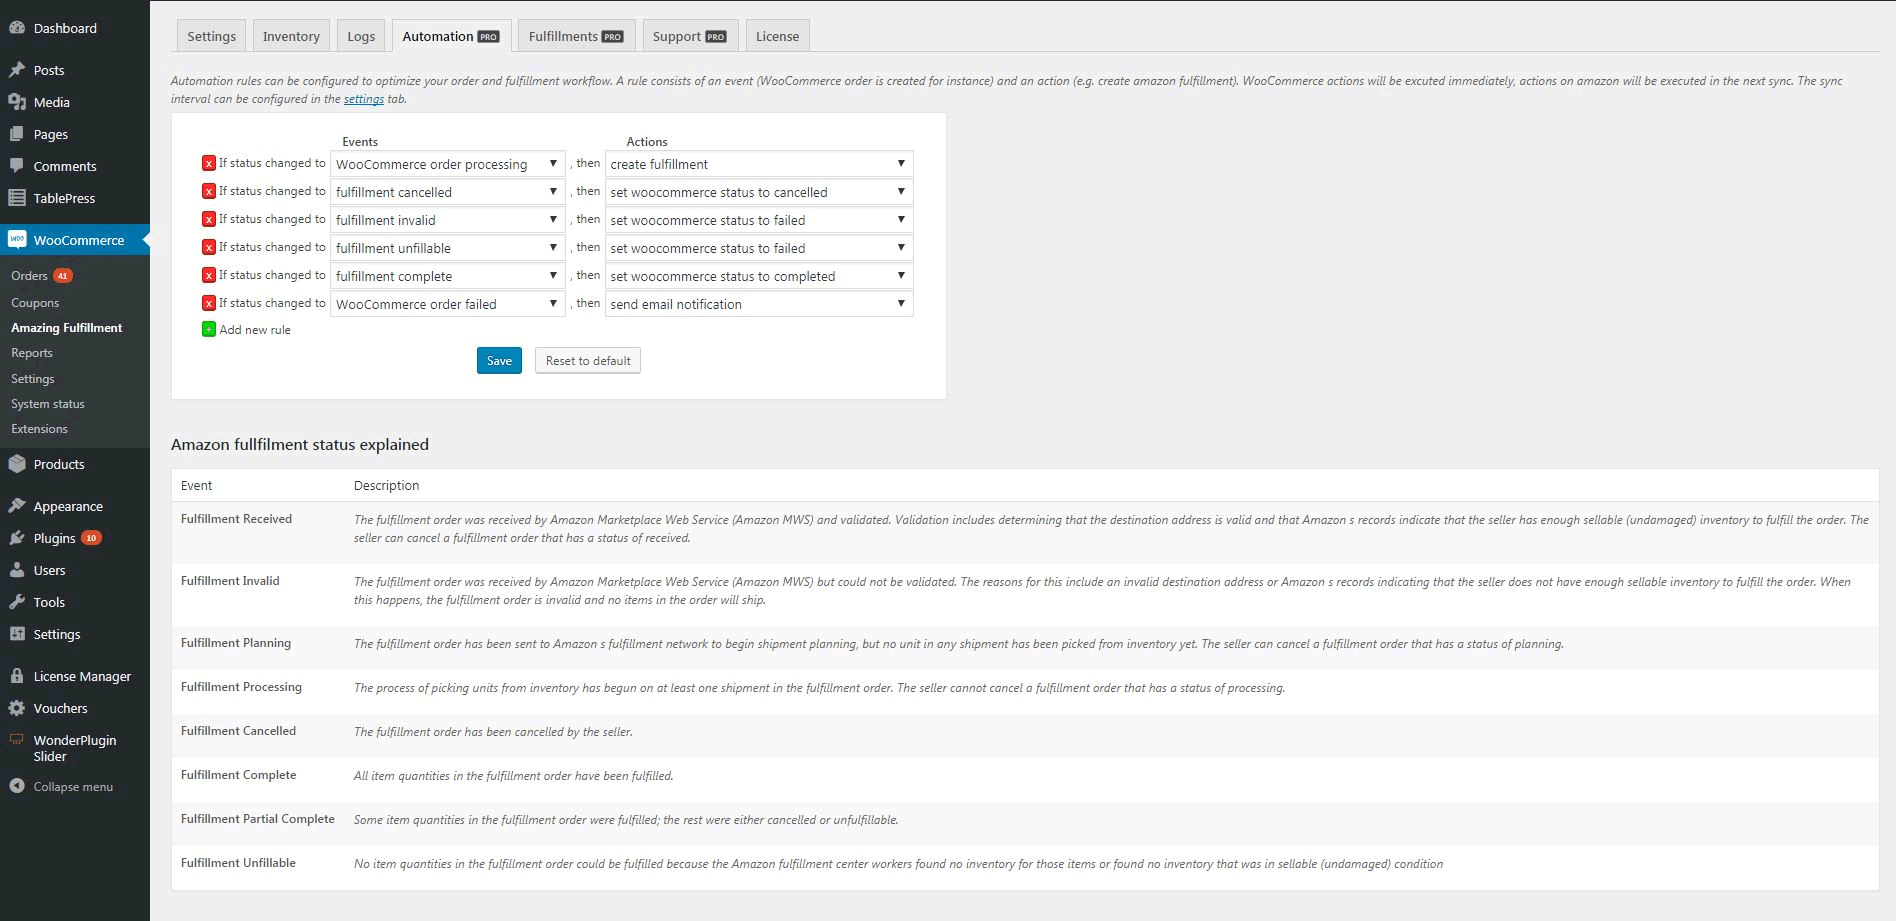 Dashboard
Posts
Media
Pages
Comments
TablePress
WOO WooCommerce
Orders 41
Coupons
Amazing Fulfillment
Reports
Settings
System status
Extensions
Products
Appearance
Plugins 10
Users
Tools
Settings
License Manager
Vouchers
WonderPlugin
Slider
Collapse menu
Settings Inventory Logs Automation PRO Fulfillments PRO Support PRO License
Automation rules can be configured to optimize your order and fulfillment workflow. A rule consists of an event (WooCommerce order is created for instance) and an action (e.g. create amazon fulfillment). WooCommerce actions will be excuted immediately, actions on amazon will be executed in the next sync. The sync
interval can be configured in the settings tab.
Events Actions
x If status changed to WooCommerce order processing , then create fulfillment
x If status changed to fulfillment cancelled , then set woocommerce status to cancelled
x If status changed to fulfillment invalid , then set woocommerce status to failed
x If status changed to fulfillment unfillable , then set woocommerce status to failed
x If status changed to fulfillment complete , then set woocommerce status to completed
x If status changed to WooCommerce order failed , then send email notification
+ Add new rule
Save Reset to default
Amazon fullfilment status explained
Event Description
Fulfillment Received The fulfillment order was received by Amazon Marketplace Web Service (Amazon MWS) and validated. Validation includes determining that the destination address is valid and that Amazon s records indicate that the seller has enough sellable (undamaged) inventory to fulfill the order. The
seller can cancel a fulfillment order that has a status of received.
Fulfillment Invalid The fulfillment order was received by Amazon Marketplace Web Service (Amazon MWS) but could not be validated. The reasons for this include an invalid destination address or Amazon s records indicating that the seller does not have enough sellable inventory to fulfill the order. When
this happens, the fulfillment order is invalid and no items in the order will ship.
Fulfillment Planning The fulfillment order has been sent to Amazon s fulfillment network to begin shipment planning, but no unit in any shipment has been picked from inventory yet. The seller can cancel a fulfillment order that has a status of planning.
Fulfillment Processing The process of picking units from inventory has begun on at least one shipment in the fulfillment order. The seller cannot cancel a fulfillment order that has a status of processing.
Fulfillment Cancelled The fulfillment order has been cancelled by the seller.
Fulfillment Complete All item quantities in the fulfillment order have been fulfilled.
Fulfillment Partial Complete Some item quantities in the fulfillment order were fulfilled; the rest were either cancelled or unfulfillable.
Fulfillment Unfillable No item quantities in the fulfillment order could be fulfilled because the Amazon fulfillment center workers found no inventory for those items or found no inventory that was in sellable (undamaged) condition